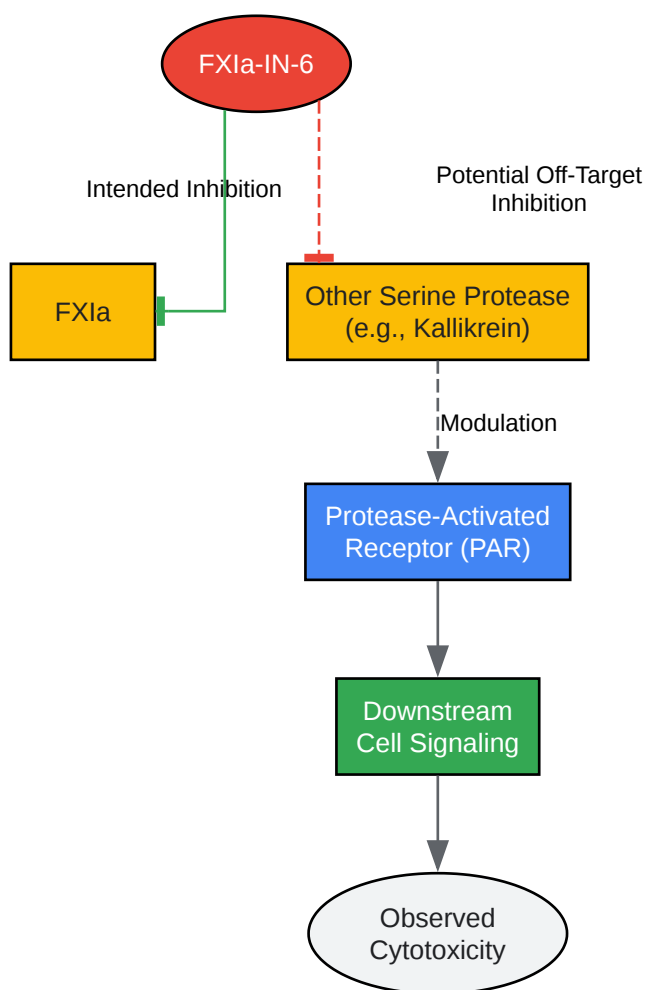 FXIa-IN-6
Intended Inhibition
Potential Off-Target
Inhibition
FXIa
Other Serine Protease
(e.g., Kallikrein)
Modulation
Protease-Activated
Receptor (PAR)
Downstream
Cell Signaling
Observed
Cytotoxicity